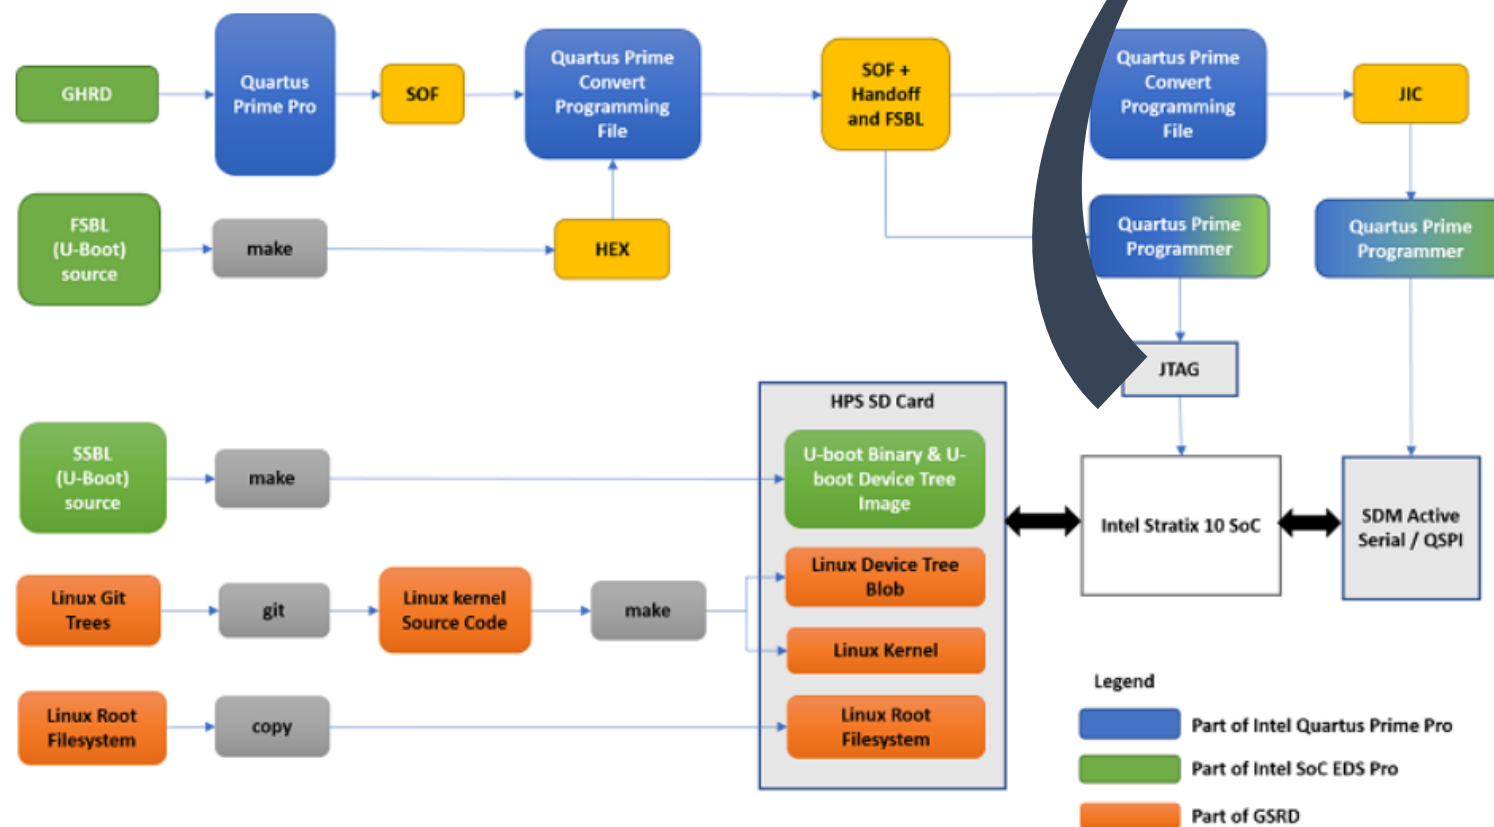 GHRD
Quartus
Prime Pro
SOF
Quartus Prime
Convert
Programming
File
SOF +
Handoff
and FSBL
Quartus Prime
Convert
Programming
File
JIC
FSBL
(U-Boot)
source
make
HEX
Quartus Prime
Programmer
Quartus Prime
Programmer
JTAG
HPS SD Card
SSBL
(U-Boot)
source
make
U-boot Binary & U-
boot Device Tree
Image
Intel Stratix 10 SoC
SDM Active
Serial / QSPI
Linux Git
Trees
git
Linux kernel
Source Code
make
Linux Device Tree
Blob
Linux Kernel
Linux Root
Filesystem
copy
Linux Root
Filesystem
Legend
Part of Intel Quartus Prime Pro
Part of Intel SoC EDS Pro
Part of GSRD